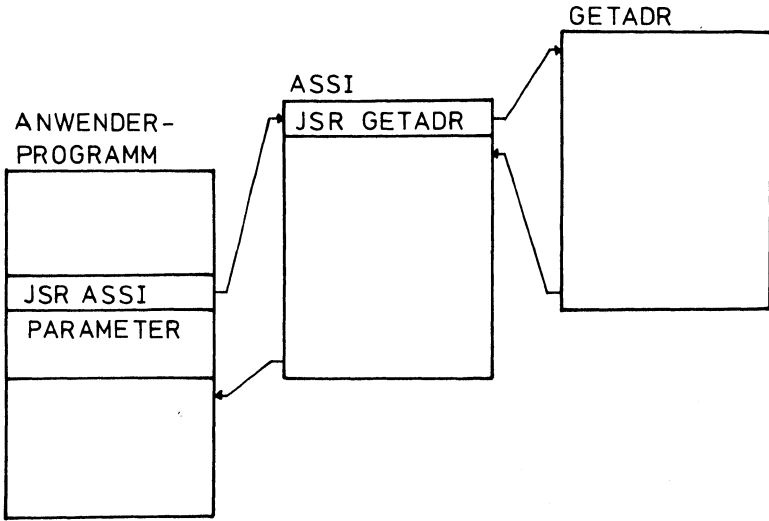 GETADR
ASSI
JSR GETADR
ANWENDER-
PROGRAMM
JSR ASSI
PARAMETER